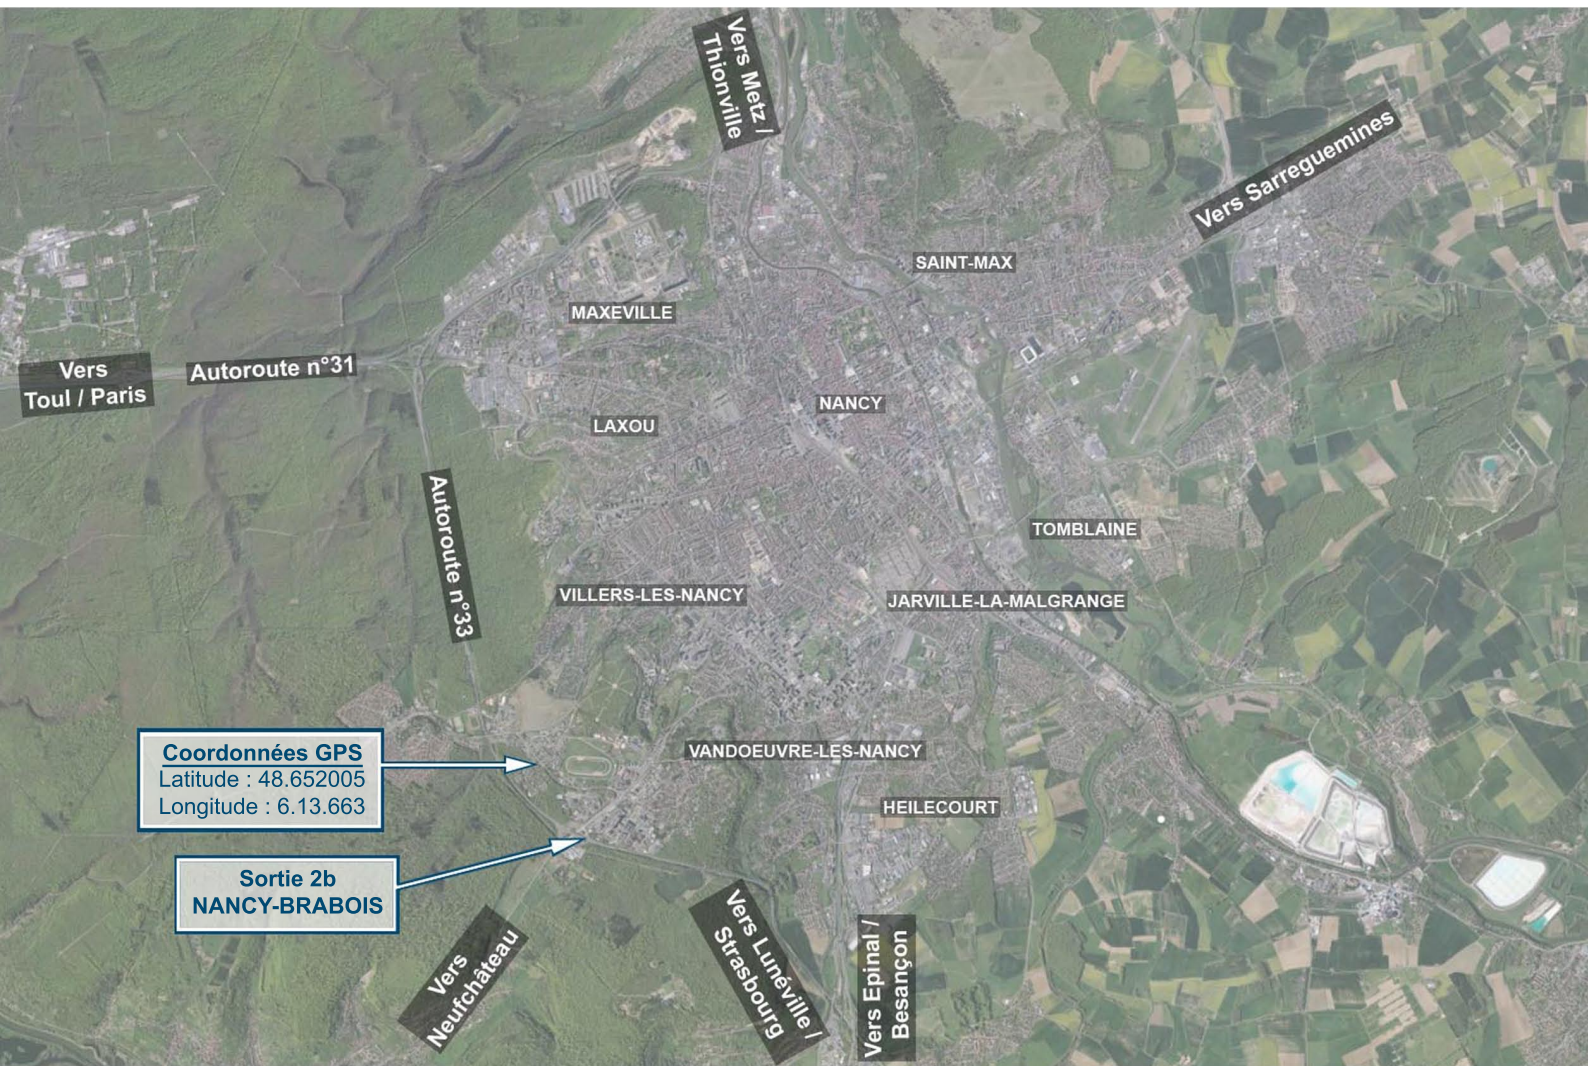 Vers Metz /
Thionville
Vers Sarreguemines
SAINT-MAX
MAXEVILLE
Vers
Toul / Paris
Autoroute n°31
NANCY
LAXOU
Autoroute n°33
TOMBLAINE
VILLERS-LES-NANCY
JARVILLE-LA-MALGRANGE
Coordonnées GPS
Latitude : 48.652005
Longitude : 6.13.663
VANDOEUVRE-LES-NANCY
HEILECOURT
Sortie 2b
NANCY-BRABOIS
Vers
Neufchâteau
Vers Lunéville /
Strasbourg
Vers Epinal /
Besançon